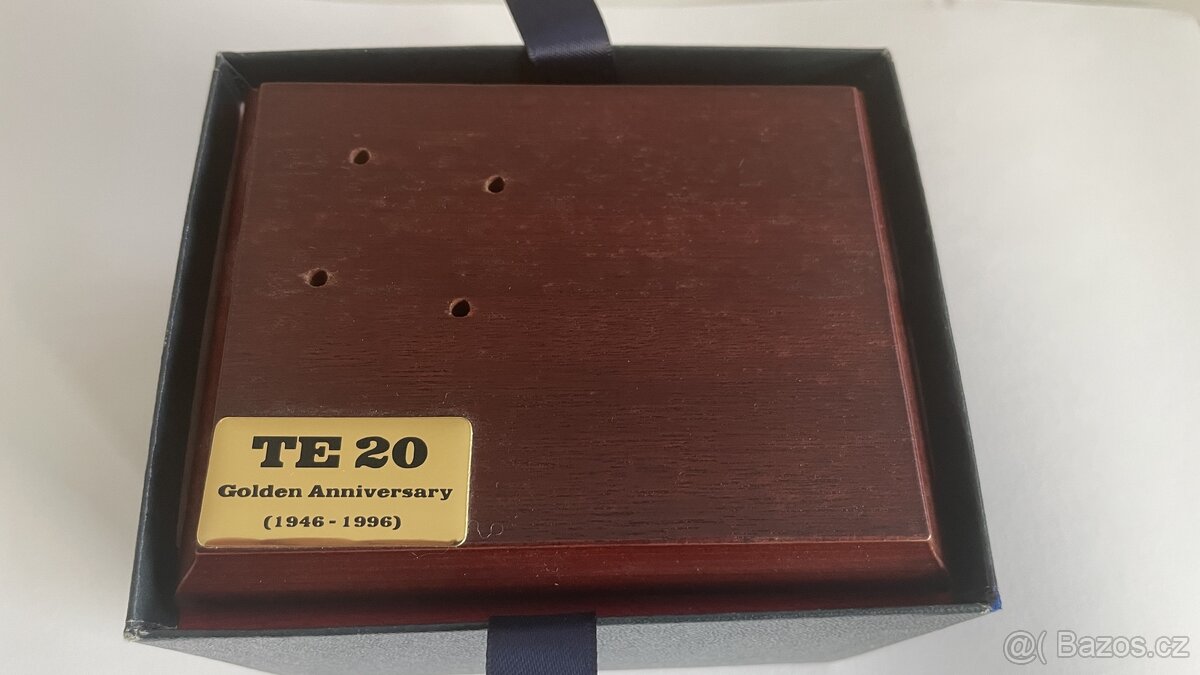 TE 20
Golden Anniversary
(1946 - 1996)
@( Bazos.cz